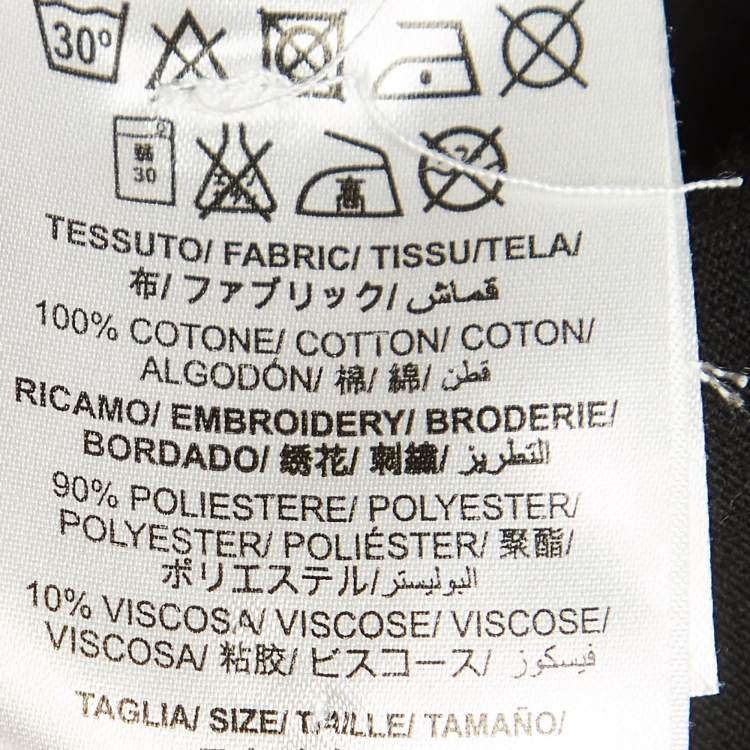 30°
弱
30
高
TESSUTO/ FABRIC/ TISSU/TELA/
布/ ファブリック/ قماش
100% COTONE/ COTTON/ COTON/
ALGODÓN/ 棉/ 綿/ قطن
RICAMO/ EMBROIDERY/ BRODERIE/
BORDADO/ 绣花/ 刺繍/ التطريز
90% POLIESTERE/ POLYESTER/
POLYESTER/ POLIÉSTER/ 聚酯/
ポリエステル/ البوليستر
10% VISCOSA/ VISCOSE/ VISCOSE/
VISCOSA/ 粘胶/ ビスコース/ فيسكوز
TAGLIA/ SIZE/ TAILLE/ TAMAÑO/